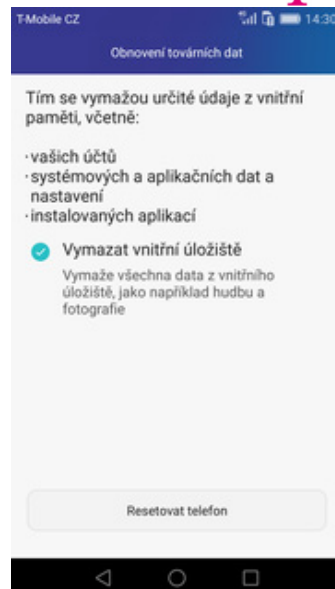 T-Mobile CZ 14:30
Obnovení továrních dat
Tím se vymažou určité údaje z vnitřní
paměti, včetně:
·vašich účtů
·systémových a aplikačních dat a
nastavení
·instalovaných aplikací
Vymazat vnitřní úložiště
Vymaže všechna data z vnitřního
úložiště, jako například hudbu a
fotografie
Resetovat telefon